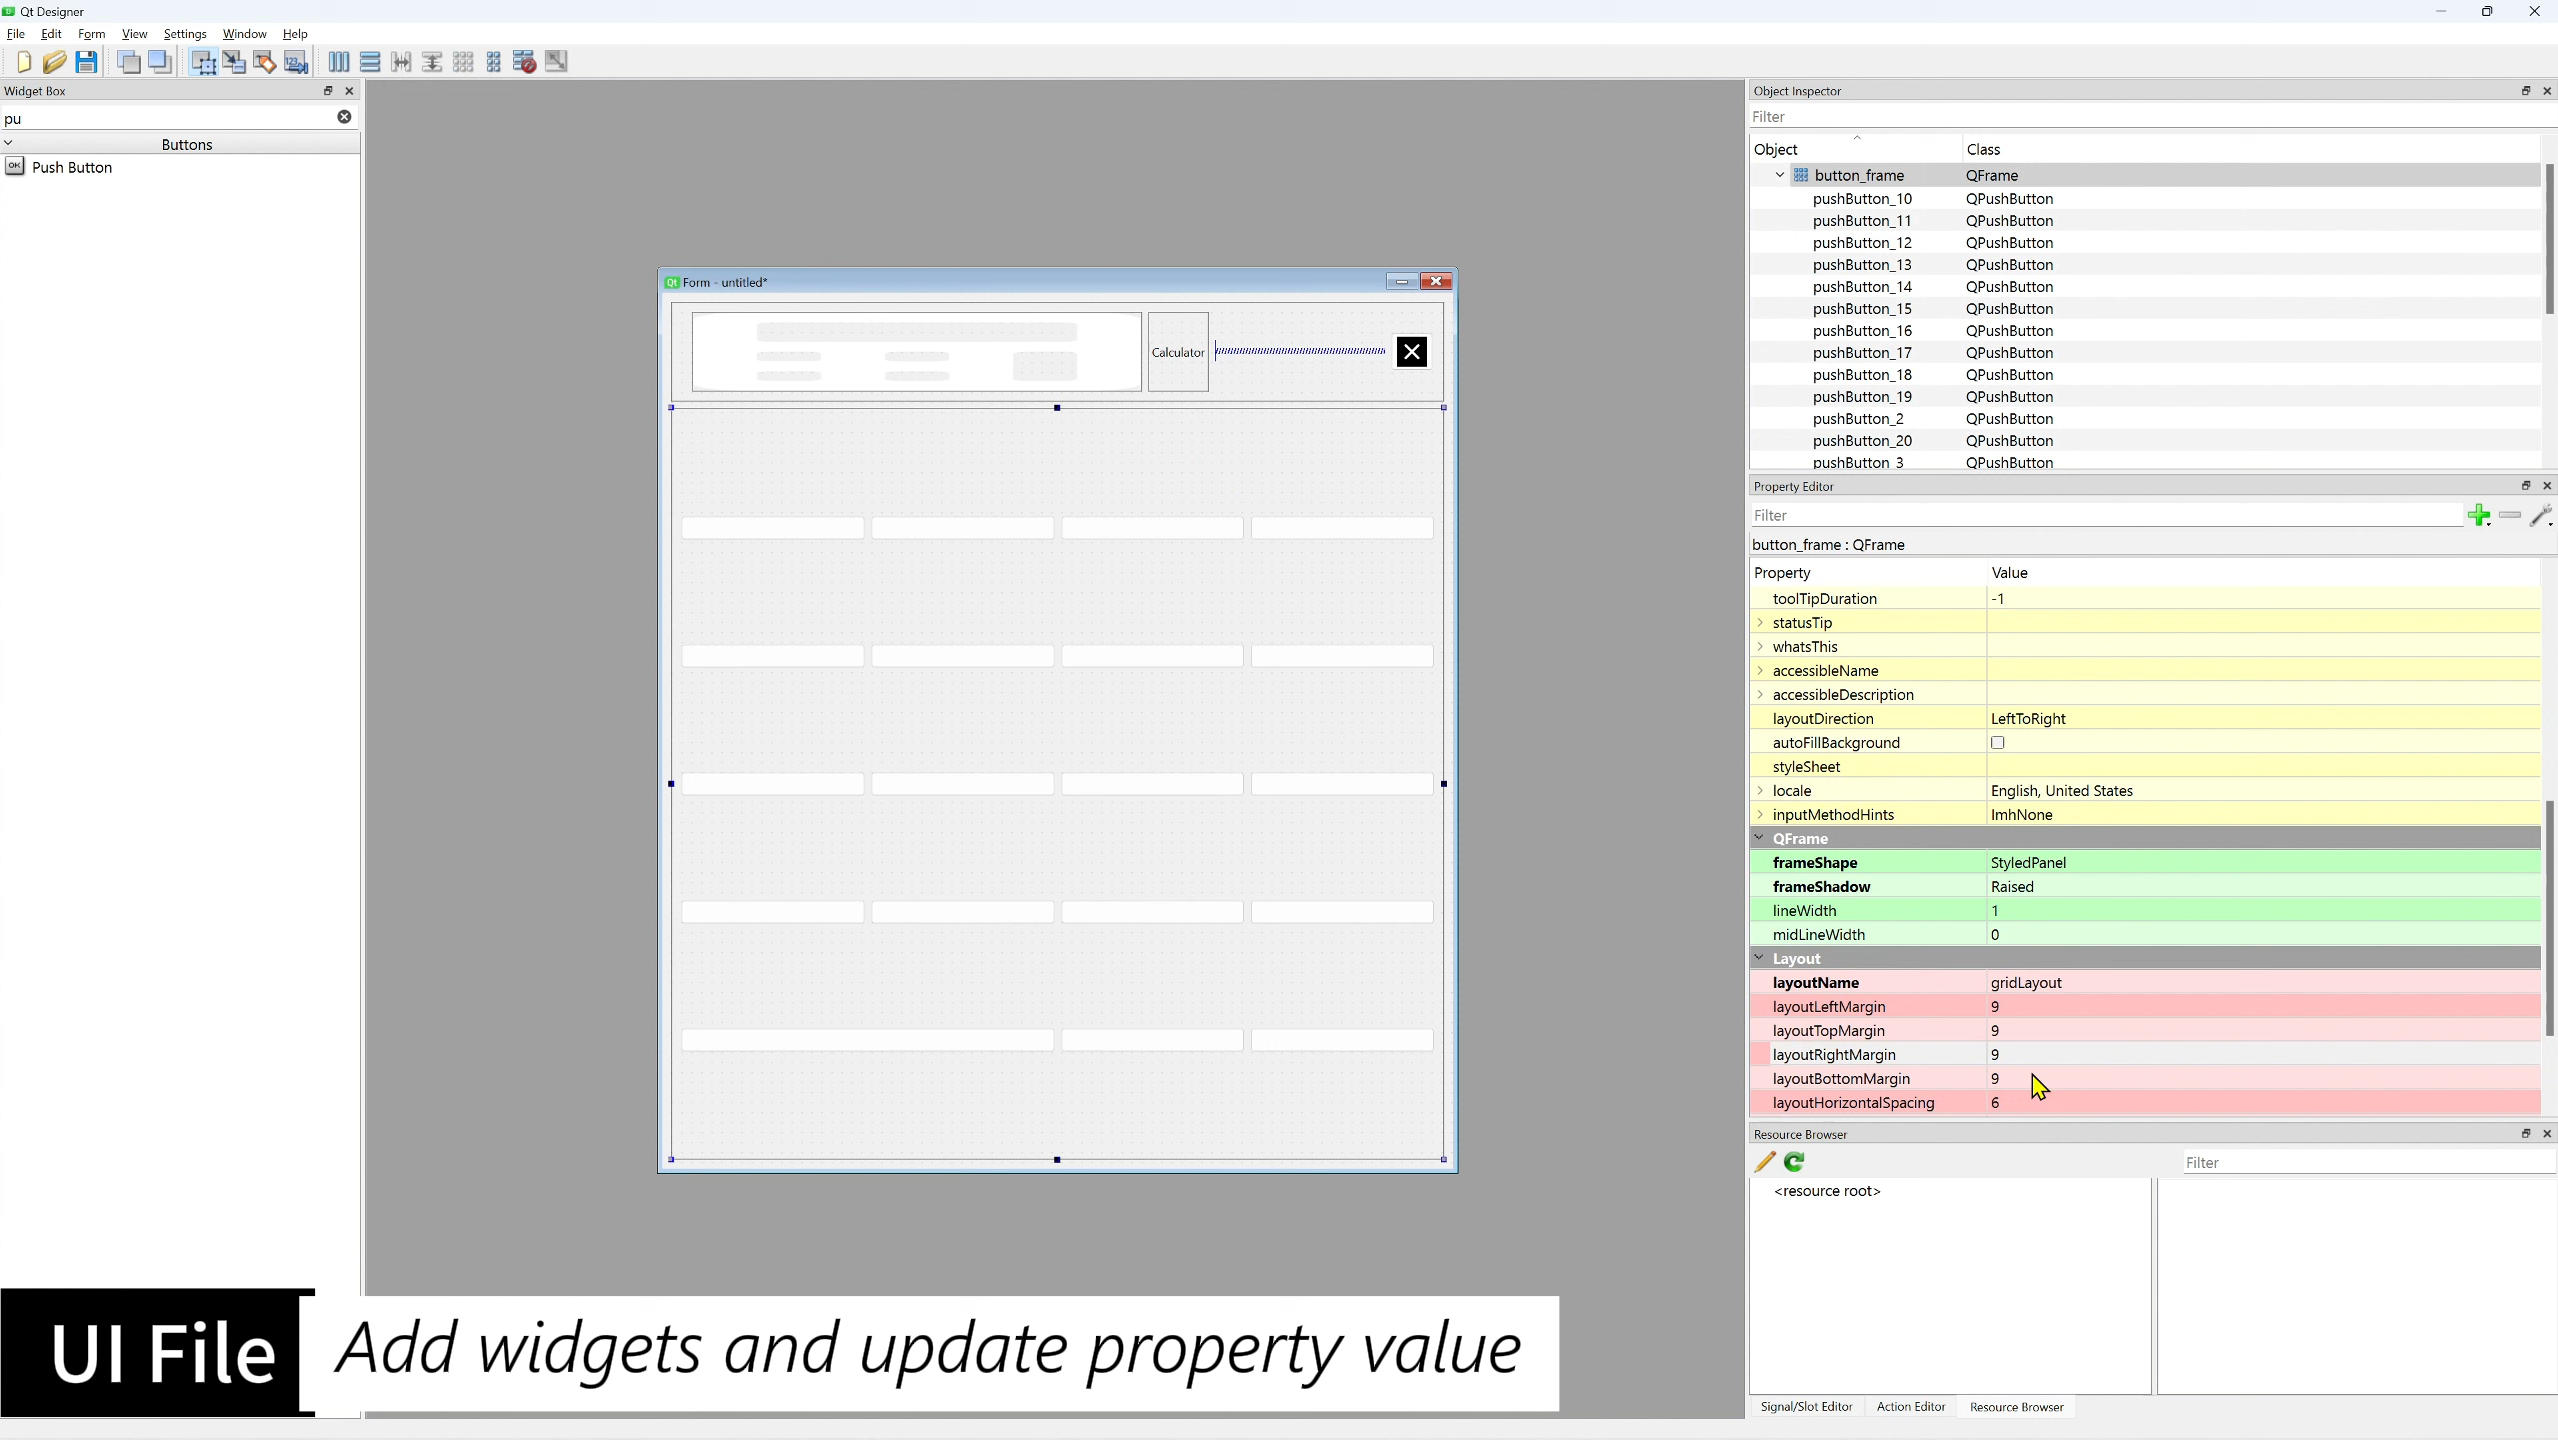 Qt Designer
File Edit Form View Settings Window Help
Widget Box
pu
Buttons
OK Push Button
Qt Form - untitled*
Calculator
Object Inspector
Filter
Object Class
button_frame QFrame
pushButton_10 QPushButton
pushButton_11 QPushButton
pushButton_12 QPushButton
pushButton_13 QPushButton
pushButton_14 QPushButton
pushButton_15 QPushButton
pushButton_16 QPushButton
pushButton_17 QPushButton
pushButton_18 QPushButton
pushButton_19 QPushButton
pushButton_2 QPushButton
pushButton_20 QPushButton
pushButton_3 QPushButton
Property Editor
Filter
button_frame : QFrame
Property Value
toolTipDuration -1
statusTip
whatsThis
accessibleName
accessibleDescription
layoutDirection LeftToRight
autoFillBackground
styleSheet
locale English, United States
inputMethodHints ImhNone
QFrame
frameShape StyledPanel
frameShadow Raised
lineWidth 1
midLineWidth 0
Layout
layoutName gridLayout
layoutLeftMargin 9
layoutTopMargin 9
layoutRightMargin 9
layoutBottomMargin 9
layoutHorizontalSpacing 6
Resource Browser
Filter
<resource root>
Signal/Slot Editor Action Editor Resource Browser
UI File Add widgets and update property value